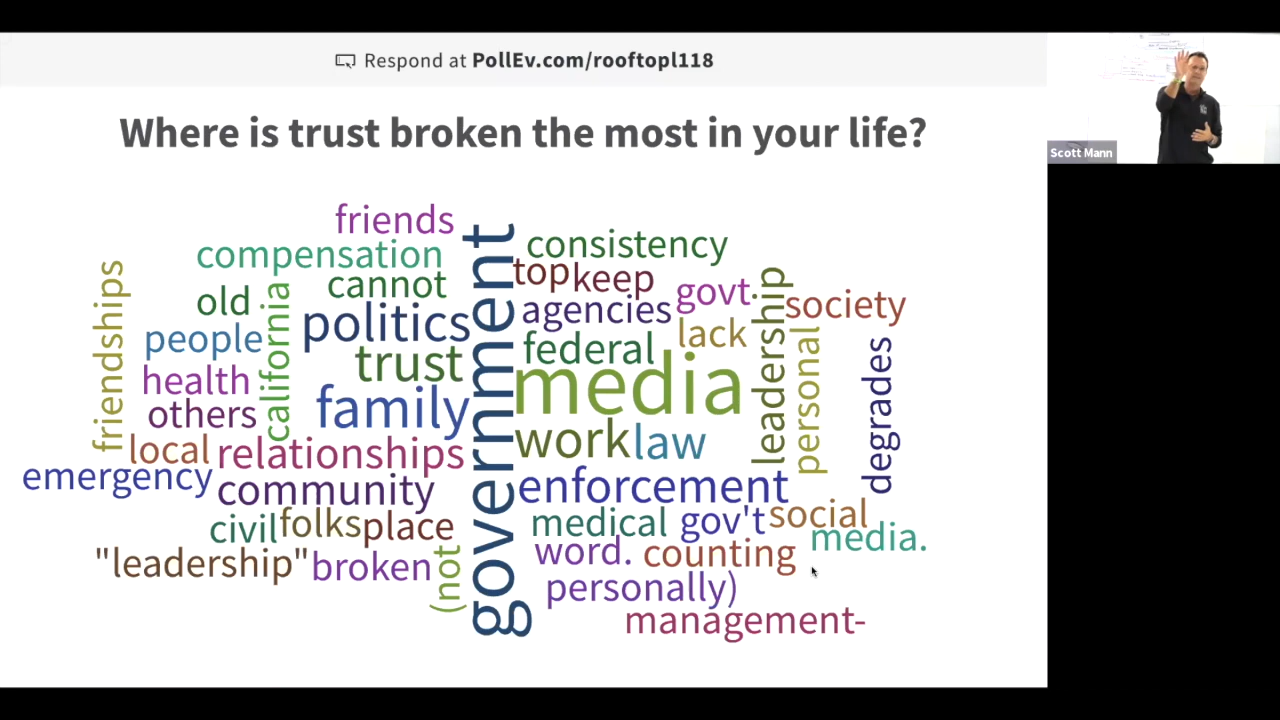 Respond at PollEv.com/rooftopl118
Scott Mann
Where is trust broken the most in your life?
friends
compensation
consistency
cannot
top
keep
old
agencies
govt.
society
politics
people
lack
trust
federal
friendships
california
health
family
government
media
leadership
personal
degrades
others
work
law
local
relationships
emergency
community
enforcement
civil
folks
place
medical
gov't
social
media.
"leadership"
broken
(not
word.
counting
personally)
management-